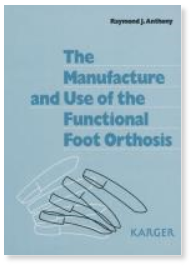 Raymond J. Anthony
The
Manufacture
and Use of the
Functional
Foot Orthosis
KARGER